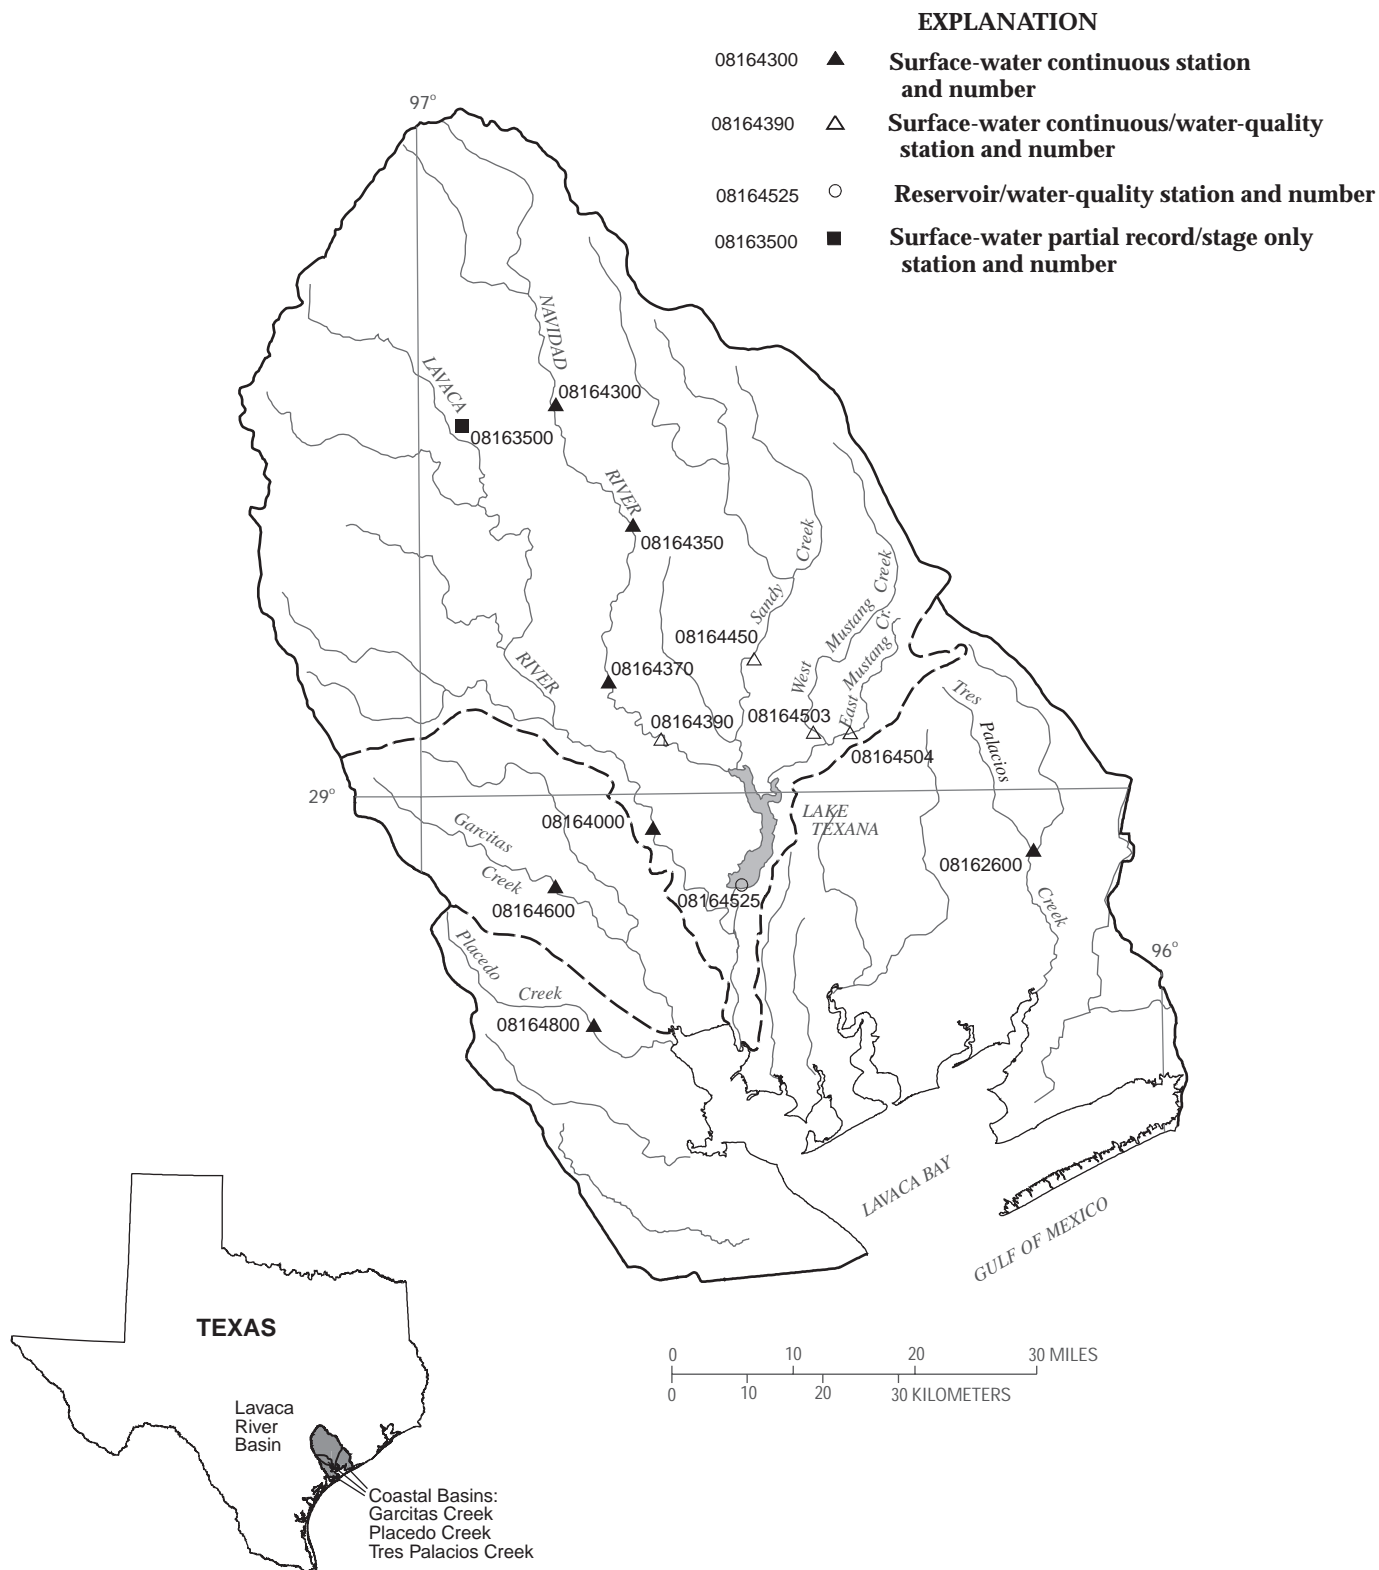 EXPLANATION
08164300 Surface-water continuous station
and number
08164390 Surface-water continuous/water-quality
station and number
08164525 Reservoir/water-quality station and number
08163500 Surface-water partial record/stage only
station and number
97°
NAVIDAD
LAVACA
08164300
08163500
RIVER
08164350
Creek
Sandy
Creek
Mustang
West
08164450
Cr.
Mustang
East
RIVER
08164370
08164390
08164503
08164504
Tres
Palacios
29°
LAKE
TEXANA
08164000
Garcitas
Creek
08162600
08164525
08164600
Creek
Placedo
Creek
96°
08164800
LAVACA BAY
GULF OF MEXICO
TEXAS
Lavaca
River
Basin
Coastal Basins:
Garcitas Creek
Placedo Creek
Tres Palacios Creek
0 10 20 30 MILES
0 10 20 30 KILOMETERS